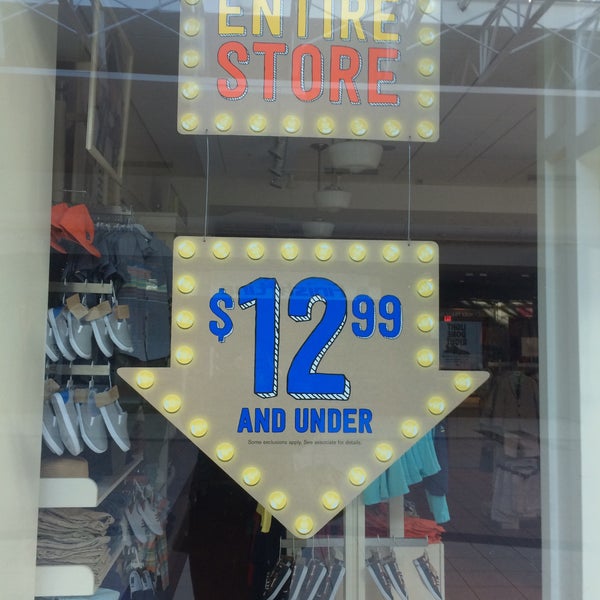 ENTIRE
STORE
$12.99
AND UNDER
Some exclusions apply. See associate for details.